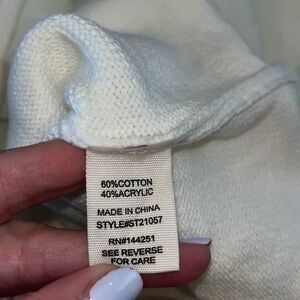 60%COTTON
40%ACRYLIC
MADE IN CHINA
STYLE#ST21057
RN#144251
SEE REVERSE
FOR CARE